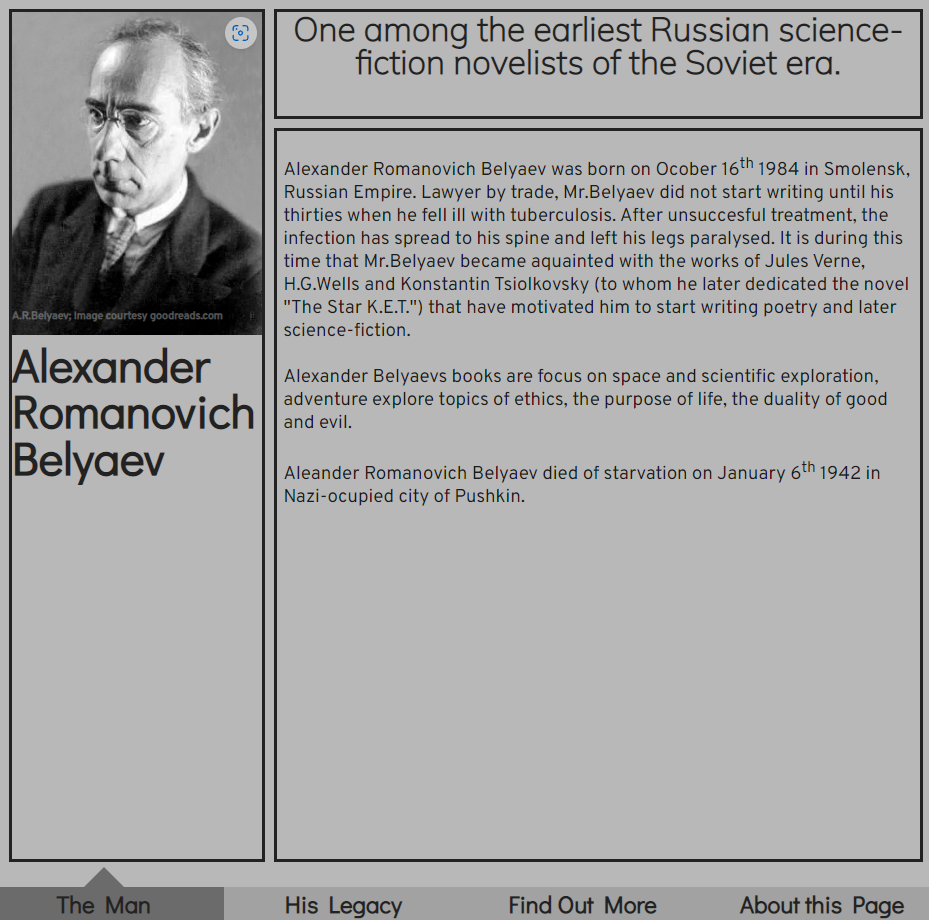 One among the earliest Russian science-
fiction novelists of the Soviet era.
A.R.Belyaev; Image courtesy goodreads.com
Alexander
Romanovich
Belyaev
Alexander Romanovich Belyaev was born on Ocober 16th 1984 in Smolensk,
Russian Empire. Lawyer by trade, Mr.Belyaev did not start writing until his
thirties when he fell ill with tuberculosis. After unsuccesful treatment, the
infection has spread to his spine and left his legs paralysed. It is during this
time that Mr.Belyaev became aquainted with the works of Jules Verne,
H.G.Wells and Konstantin Tsiolkovsky (to whom he later dedicated the novel
"The Star K.E.T.") that have motivated him to start writing poetry and later
science-fiction.
Alexander Belyaevs books are focus on space and scientific exploration,
adventure explore topics of ethics, the purpose of life, the duality of good
and evil.
Aleander Romanovich Belyaev died of starvation on January 6th 1942 in
Nazi-ocupied city of Pushkin.
The Man
His Legacy
Find Out More
About this Page